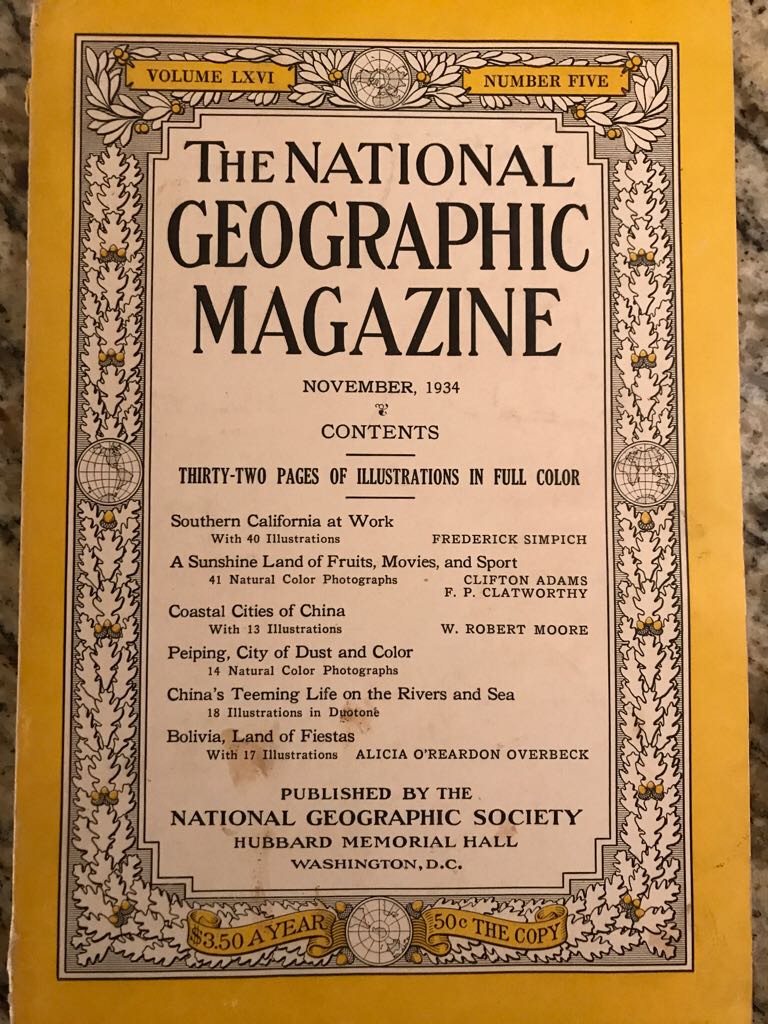 VOLUME LXVI NUMBER FIVE
THE NATIONAL
GEOGRAPHIC
MAGAZINE
NOVEMBER, 1934
CONTENTS
THIRTY-TWO PAGES OF ILLUSTRATIONS IN FULL COLOR
Southern California at Work
With 40 Illustrations FREDERICK SIMPICH
A Sunshine Land of Fruits, Movies, and Sport
41 Natural Color Photographs CLIFTON ADAMS
F. P. CLATWORTHY
Coastal Cities of China
With 13 Illustrations W. ROBERT MOORE
Peiping, City of Dust and Color
14 Natural Color Photographs
China's Teeming Life on the Rivers and Sea
18 Illustrations in Duotone
Bolivia, Land of Fiestas
With 17 Illustrations ALICIA O'REARDON OVERBECK
PUBLISHED BY THE
NATIONAL GEOGRAPHIC SOCIETY
HUBBARD MEMORIAL HALL
WASHINGTON, D.C.
$3.50 A YEAR 50c THE COPY